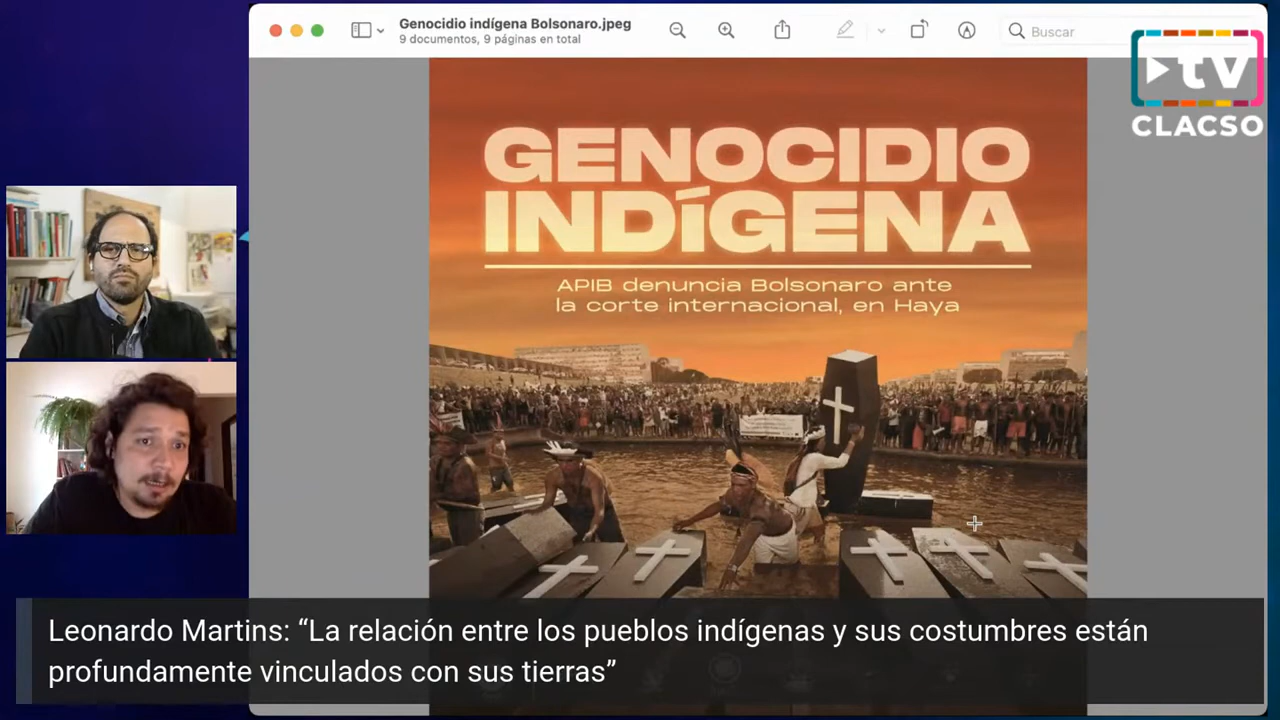 Genocidio indígena Bolsonaro.jpeg
9 documentos, 9 páginas en total
Buscar
tv
CLACSO
GENOCIDIO
INDÍGENA
APIB denuncia Bolsonaro ante
la corte internacional, en Haya
Leonardo Martins: “La relación entre los pueblos indígenas y sus costumbres están
profundamente vinculados con sus tierras”